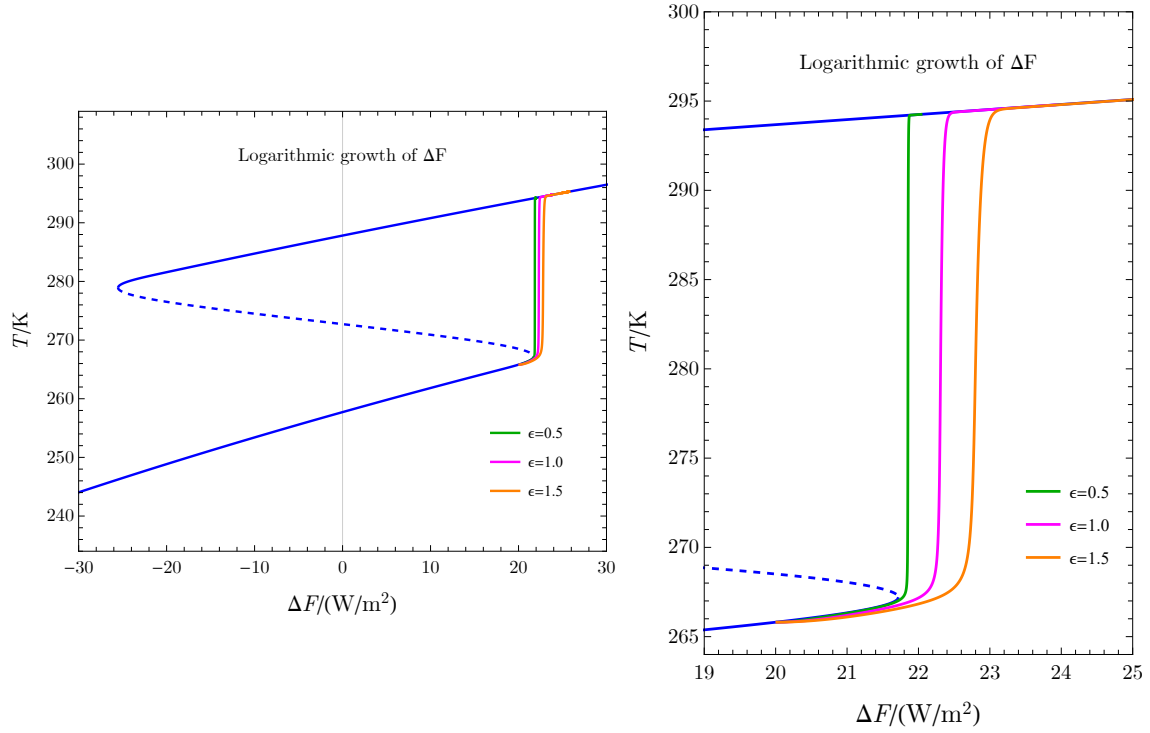 Logarithmic growth of ΔF
300
290
280
270
260
250
240
T/K
−30
−20
−10
0
10
20
30
ΔF/(W/m²)
ϵ=0.5
ϵ=1.0
ϵ=1.5
Logarithmic growth of ΔF
300
295
290
285
280
275
270
265
T/K
19
20
21
22
23
24
25
ΔF/(W/m²)
ϵ=0.5
ϵ=1.0
ϵ=1.5